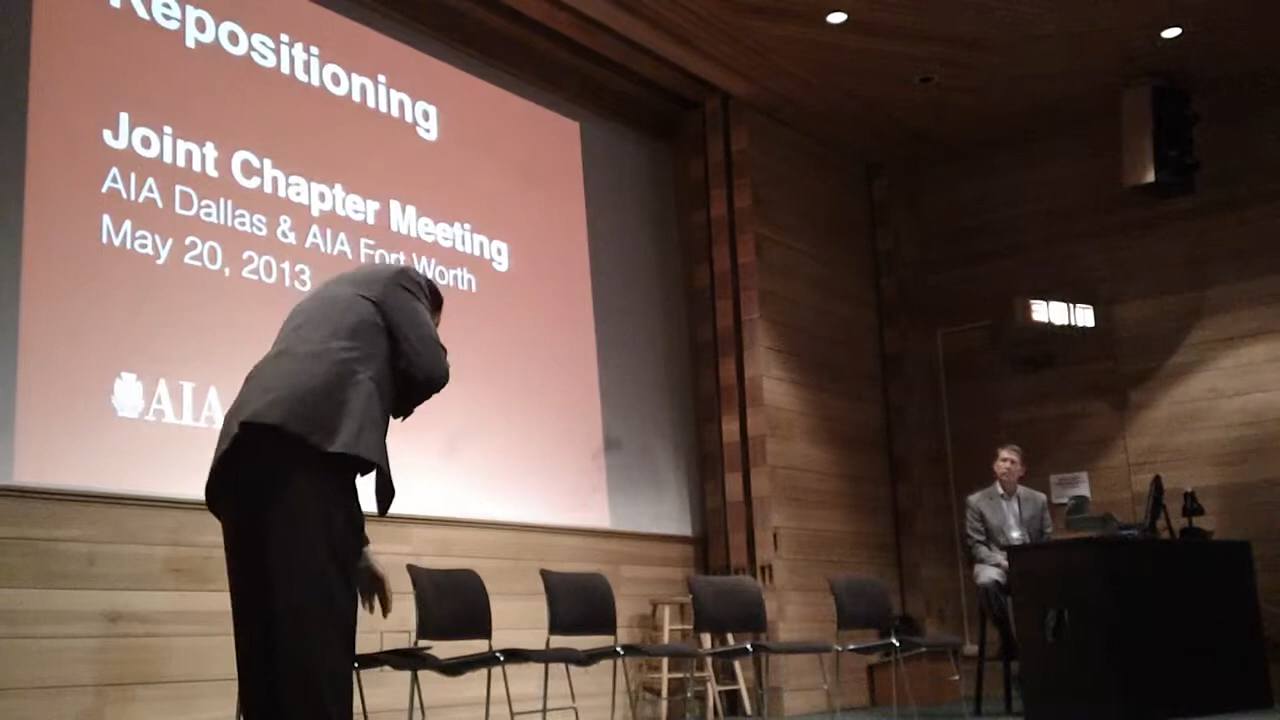 Repositioning
Joint Chapter Meeting
AIA Dallas & AIA Fort Worth
May 20, 2013
AIA